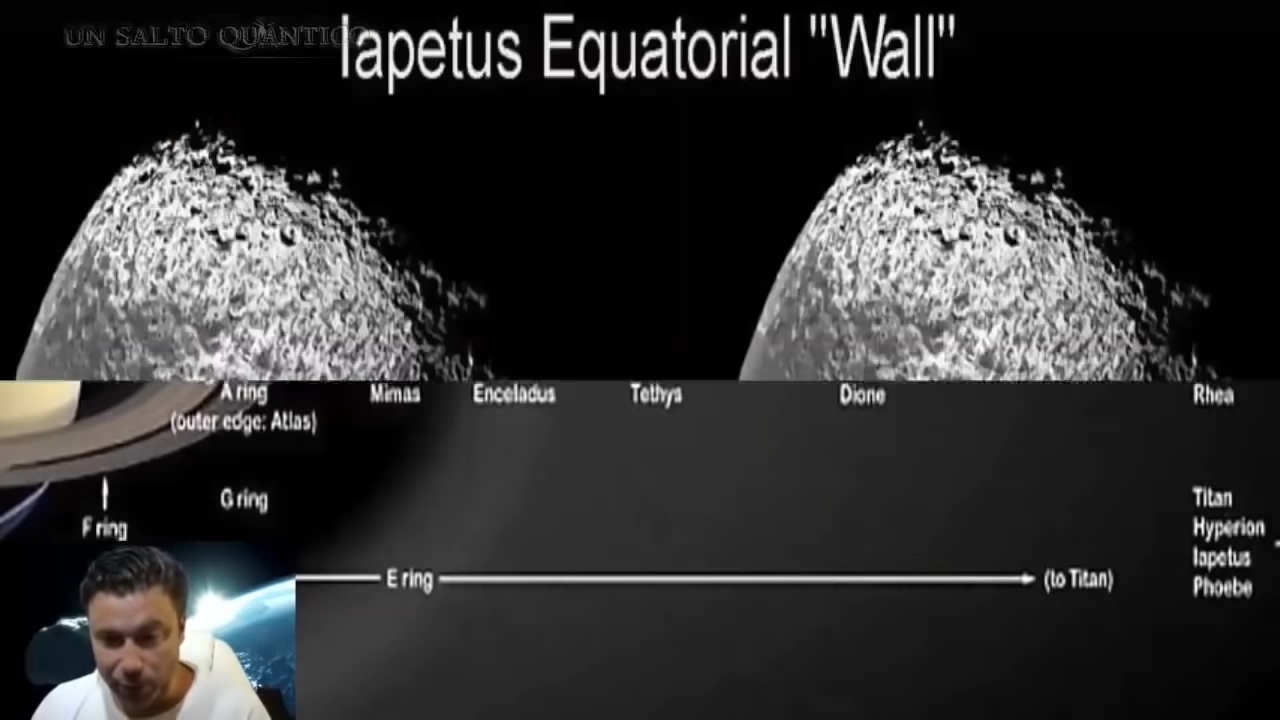 UN SALTO QUÁNTICO
Iapetus Equatorial "Wall"
A ring
(outer edge: Atlas)
Mimas
Enceladus
Tethys
Dione
Rhea
G ring
F ring
E ring
(to Titan)
Titan
Hyperion
Iapetus
Phoebe